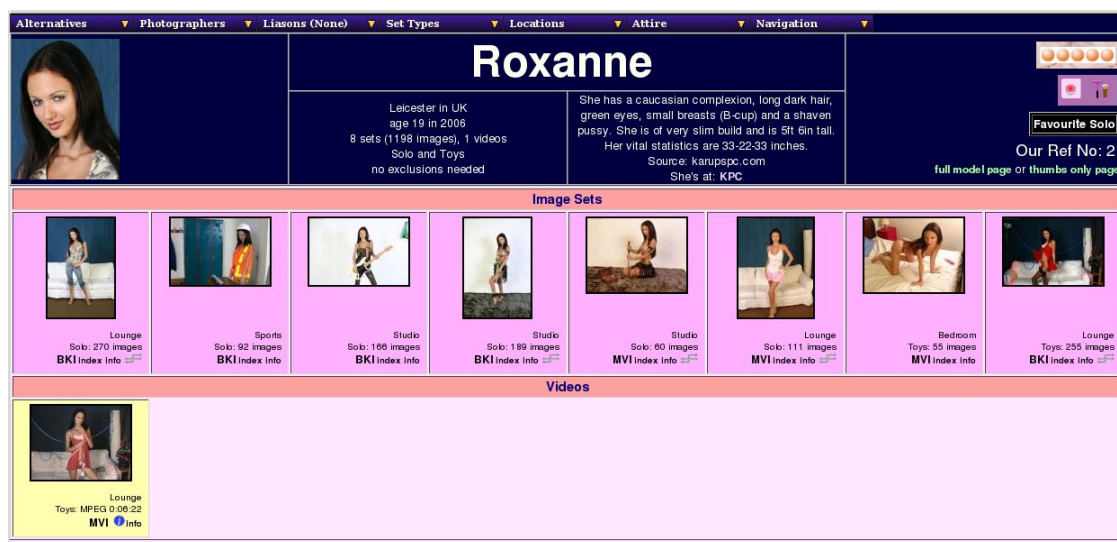 Alternatives
Photographers
Liasons (None)
Set Types
Locations
Attire
Navigation
Roxanne
Leicester in UK
age 19 in 2006
8 sets (1198 images), 1 videos
Solo and Toys
no exclusions needed
She has a caucasian complexion, long dark hair,
green eyes, small breasts (B-cup) and a shaven
pussy. She is of very slim build and is 5ft 6in tall.
Her vital statistics are 33-22-33 inches.
Source: karupspc.com
She's at: KPC
Favourite Solo
Our Ref No: 2
full model page or thumbs only page
Image Sets
Lounge
Solo: 270 images
BKI index info
Sports
Solo: 92 images
BKI index info
Studio
Solo: 166 images
BKI index info
Studio
Solo: 189 images
BKI index info
Studio
Solo: 60 images
MVI index info
Lounge
Solo: 111 images
MVI index info
Bedroom
Toys: 55 images
MVI index info
Lounge
Toys: 255 images
BKI index info
Videos
Lounge
Toys: MPEG 0:06:22
MVI info